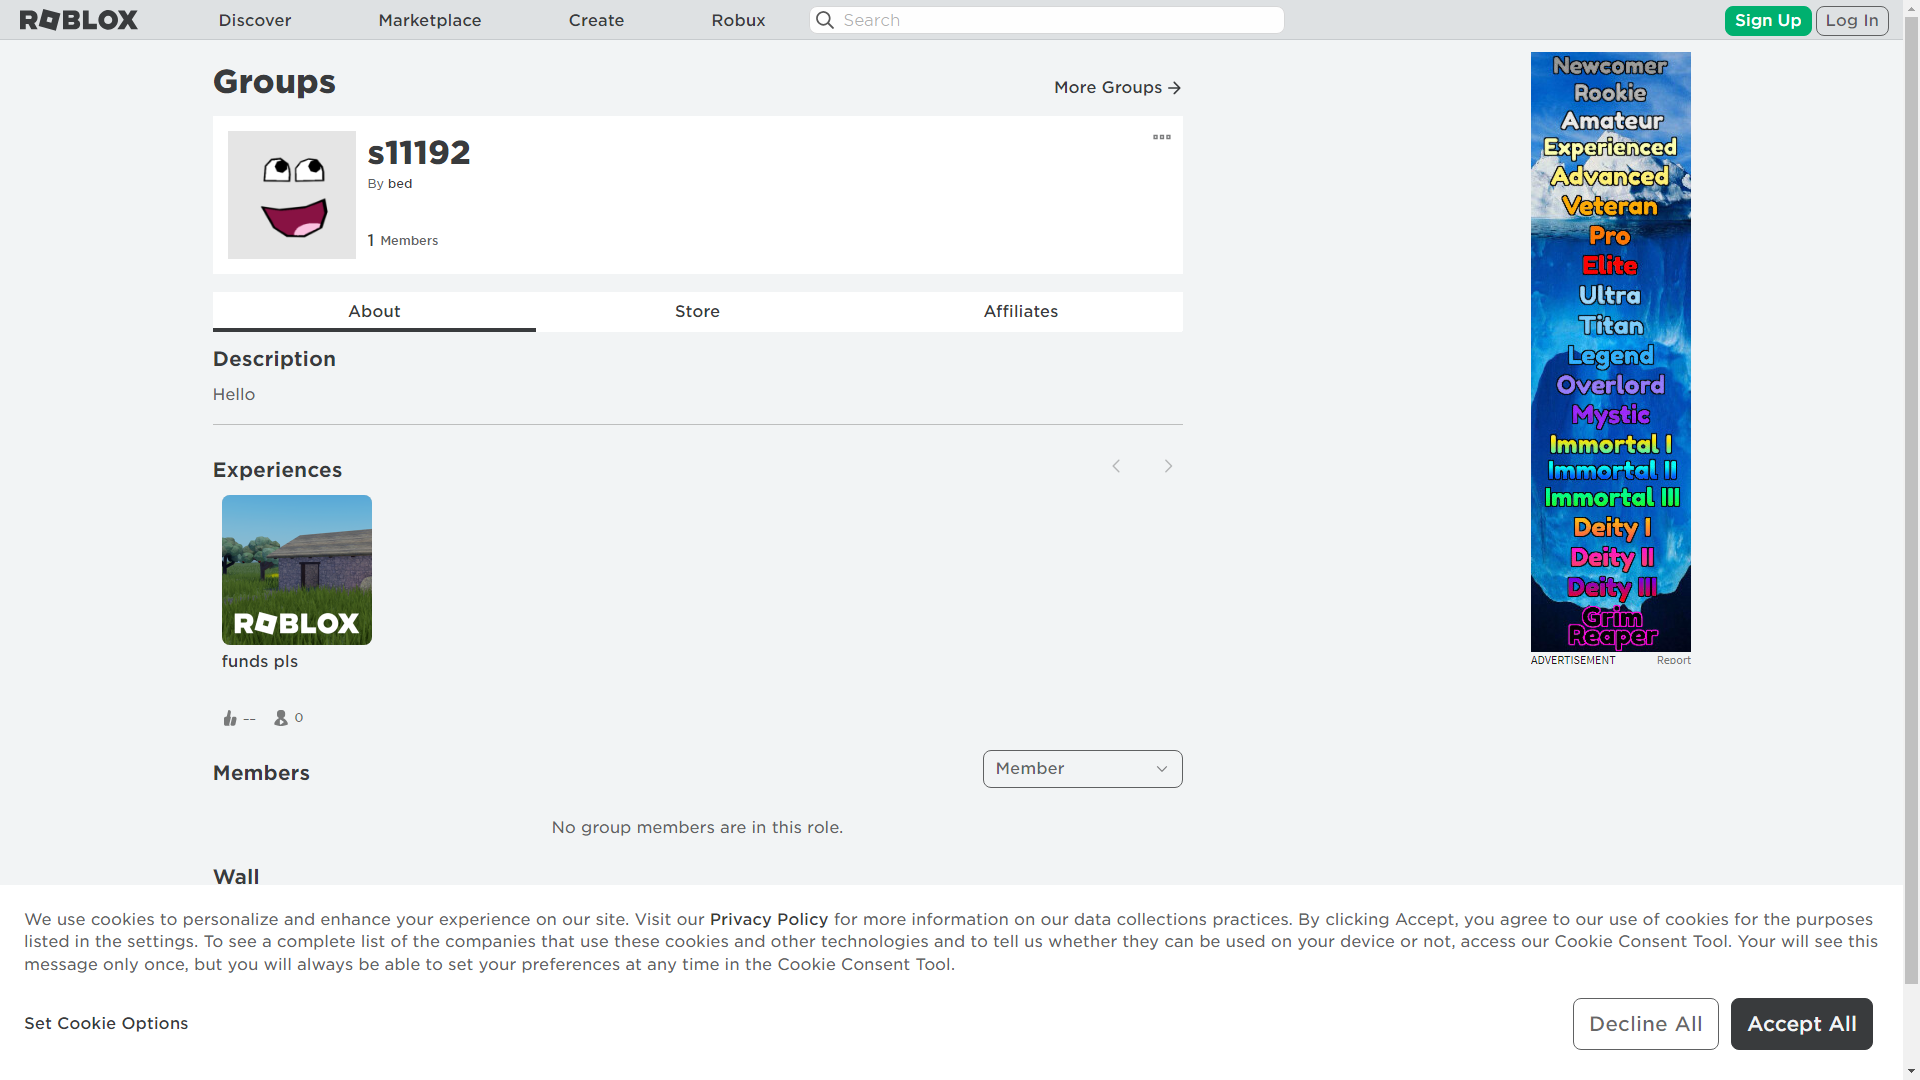 ROBLOX
Discover
Marketplace
Create
Robux
Search
Sign Up
Log In
Groups
More Groups
s11192
By bed
1 Members
About
Store
Affiliates
Description
Hello
Experiences
ROBLOX
funds pls
--
0
Members
Member
No group members are in this role.
Wall
Newcomer
Rookie
Amateur
Experienced
Advanced
Veteran
Pro
Elite
Ultra
Titan
Legend
Overlord
Mystic
Immortal I
Immortal II
Immortal III
Deity I
Deity II
Deity III
Grim
Reaper
ADVERTISEMENT
Report
We use cookies to personalize and enhance your experience on our site. Visit our Privacy Policy for more information on our data collections practices. By clicking Accept, you agree to our use of cookies for the purposes
listed in the settings. To see a complete list of the companies that use these cookies and other technologies and to tell us whether they can be used on your device or not, access our Cookie Consent Tool. Your will see this
message only once, but you will always be able to set your preferences at any time in the Cookie Consent Tool.
Set Cookie Options
Decline All
Accept All